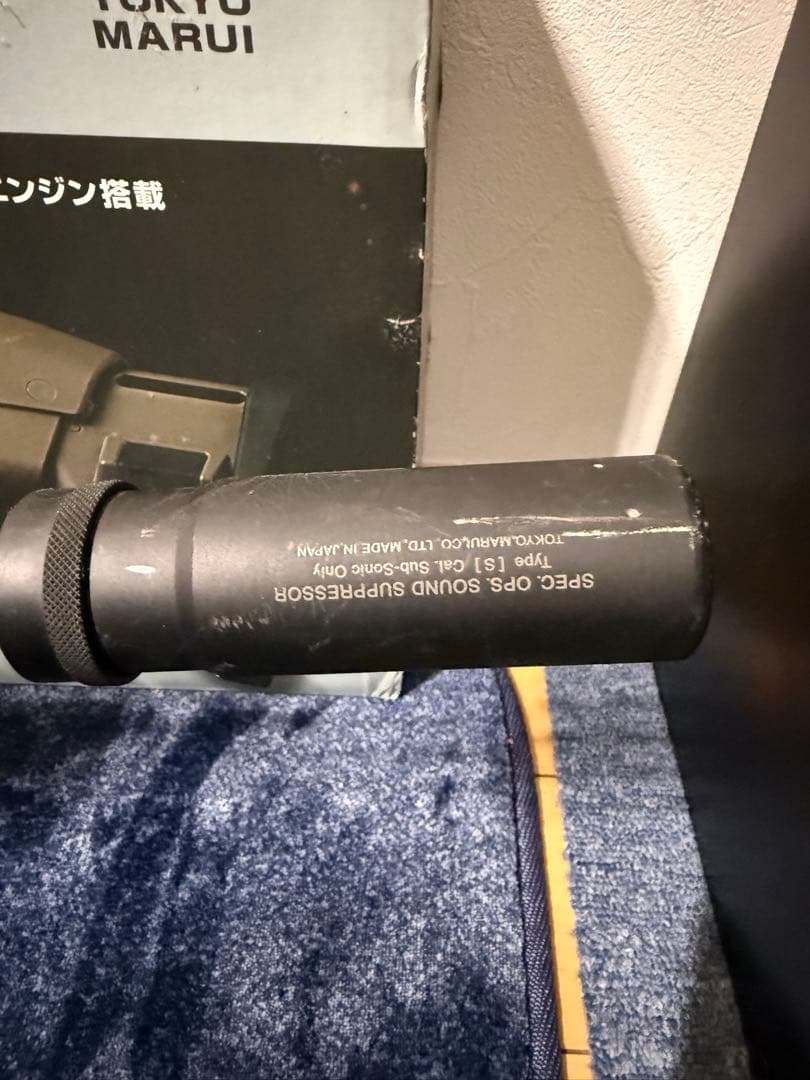 TOKYO
MARUI
エンジン搭載
SPEC. OPS. SOUND SUPPRESSOR
Type [S] Cal. Sub-Sonic Only
TOKYO MARUI CO., LTD. MADE IN JAPAN